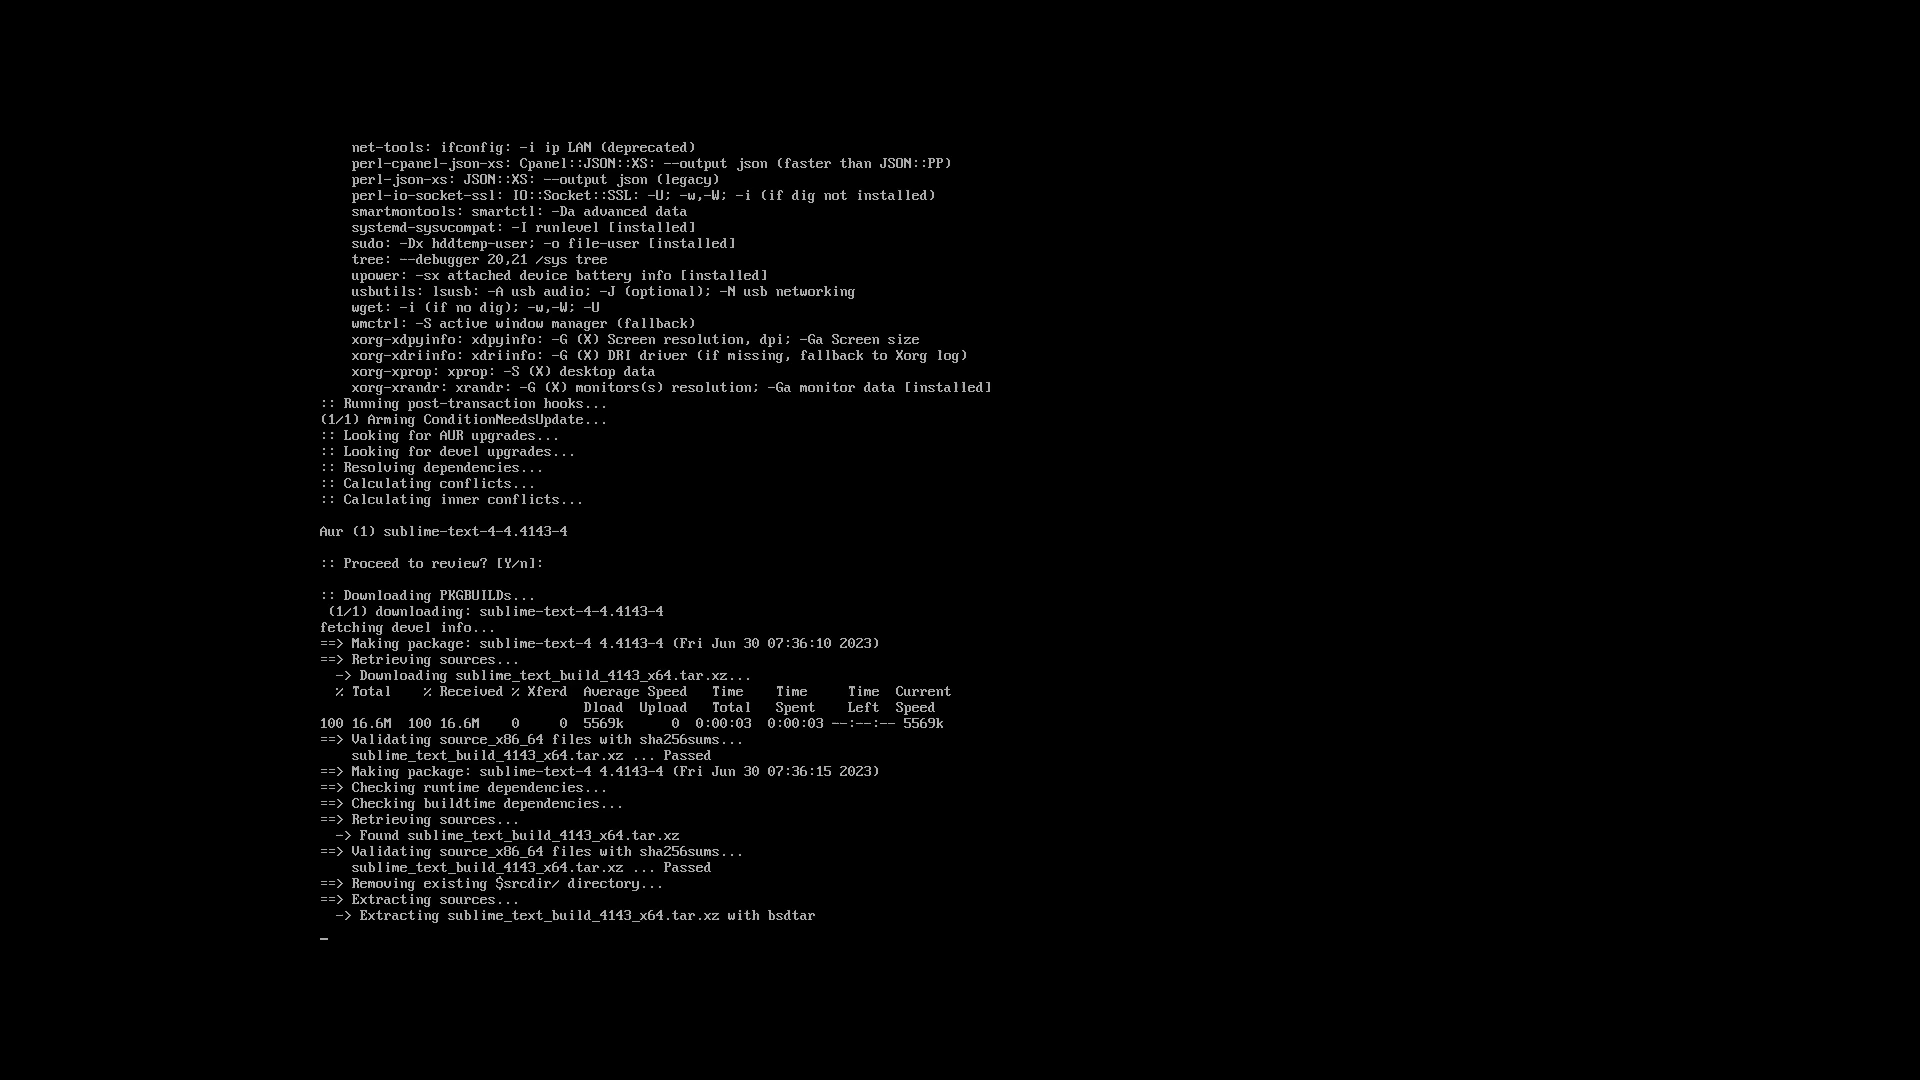 net-tools: ifconfig: -i ip LAN (deprecated)
perl-cpanel-json-xs: Cpanel::JSON::XS: --output json (faster than JSON::PP)
perl-json-xs: JSON::XS: --output json (legacy)
perl-io-socket-ssl: IO::Socket::SSL: -U; -w,-W; -i (if dig not installed)
smartmontools: smartctl: -Da advanced data
systemd-sysvcompat: -I runlevel [installed]
sudo: -Dx hddtemp-user; -o file-user [installed]
tree: --debugger 20,21 /sys tree
upower: -sx attached device battery info [installed]
usbutils: lsusb: -A usb audio; -J (optional); -N usb networking
wget: -i (if no dig); -w,-W; -U
wmctrl: -S active window manager (fallback)
xorg-xdpyinfo: xdpyinfo: -G (X) Screen resolution, dpi; -Ga Screen size
xorg-xdriinfo: xdriinfo: -G (X) DRI driver (if missing, fallback to Xorg log)
xorg-xprop: xprop: -S (X) desktop data
xorg-xrandr: xrandr: -G (X) monitors(s) resolution; -Ga monitor data [installed]
:: Running post-transaction hooks...
(1/1) Arming ConditionNeedsUpdate...
:: Looking for AUR upgrades...
:: Looking for devel upgrades...
:: Resolving dependencies...
:: Calculating conflicts...
:: Calculating inner conflicts...
Aur (1) sublime-text-4-4.4143-4
:: Proceed to review? [Y/n]:
:: Downloading PKGBUILDs...
(1/1) downloading: sublime-text-4-4.4143-4
fetching devel info...
==> Making package: sublime-text-4 4.4143-4 (Fri Jun 30 07:36:10 2023)
==> Retrieving sources...
-> Downloading sublime_text_build_4143_x64.tar.xz...
% Total % Received % Xferd Average Speed Time Time Time Current
Dload Upload Total Spent Left Speed
100 16.6M 100 16.6M 0 0 5569k 0 0:00:03 0:00:03 --:--:-- 5569k
==> Validating source_x86_64 files with sha256sums...
sublime_text_build_4143_x64.tar.xz ... Passed
==> Making package: sublime-text-4 4.4143-4 (Fri Jun 30 07:36:15 2023)
==> Checking runtime dependencies...
==> Checking buildtime dependencies...
==> Retrieving sources...
-> Found sublime_text_build_4143_x64.tar.xz
==> Validating source_x86_64 files with sha256sums...
sublime_text_build_4143_x64.tar.xz ... Passed
==> Removing existing $srcdir/ directory...
==> Extracting sources...
-> Extracting sublime_text_build_4143_x64.tar.xz with bsdtar